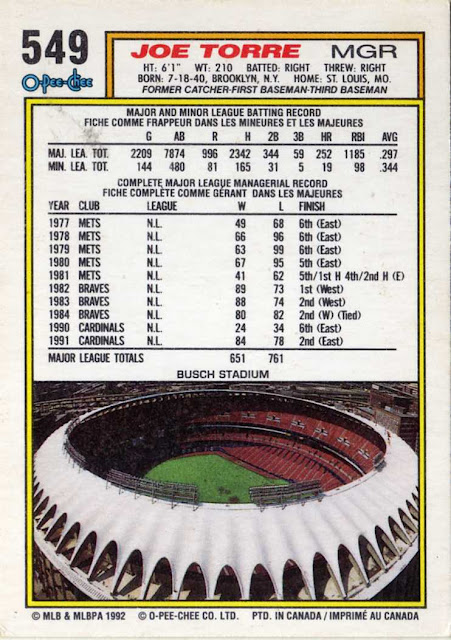 549 JOE TORRE MGR
O-Pee-Chee
HT: 6'1" WT: 210 BATTED: RIGHT THREW: RIGHT
BORN: 7-18-40, BROOKLYN, N.Y. HOME: ST. LOUIS, MO.
FORMER CATCHER-FIRST BASEMAN-THIRD BASEMAN
MAJOR AND MINOR LEAGUE BATTING RECORD
FICHE COMME FRAPPEUR DANS LES MINEURES ET LES MAJEURES
G AB R H 2B 3B HR RBI AVG
MAJ. LEA. TOT. 2209 7874 996 2342 344 59 252 1185 .297
MIN. LEA. TOT. 144 480 81 165 31 5 19 98 .344
COMPLETE MAJOR LEAGUE MANAGERIAL RECORD
FICHE COMPLÈTE COMME GÉRANT DANS LES MAJEURES
YEAR CLUB LEAGUE W L FINISH
1977 METS N.L. 49 68 6th (East)
1978 METS N.L. 66 96 6th (East)
1979 METS N.L. 63 99 6th (East)
1980 METS N.L. 67 95 5th (East)
1981 METS N.L. 41 62 5th/1st H 4th/2nd H (E)
1982 BRAVES N.L. 89 73 1st (West)
1983 BRAVES N.L. 88 74 2nd (West)
1984 BRAVES N.L. 80 82 2nd (W) (Tied)
1990 CARDINALS N.L. 24 34 6th (East)
1991 CARDINALS N.L. 84 78 2nd (East)
MAJOR LEAGUE TOTALS 651 761
BUSCH STADIUM
© MLB & MLBPA 1992 © O-PEE-CHEE CO. LTD. PTD. IN CANADA / IMPRIMÉ AU CANADA